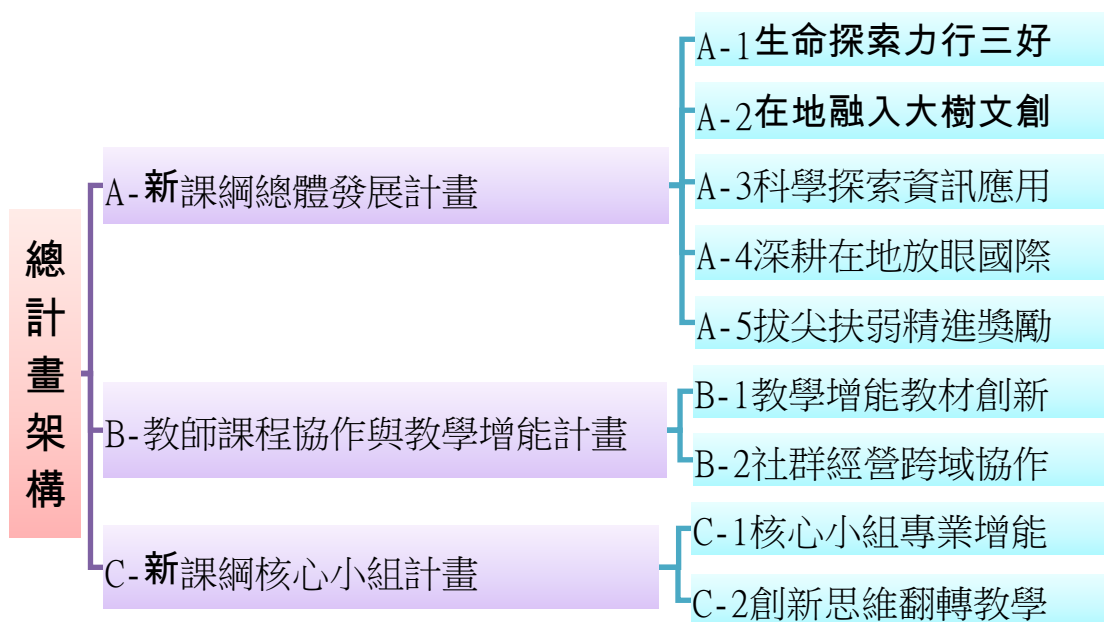 總計畫架構
A-新課綱總體發展計畫
A-1生命探索力行三好
A-2在地融入大樹文創
A-3科學探索資訊應用
A-4深耕在地放眼國際
A-5拔尖扶弱精進獎勵
B-教師課程協作與教學增能計畫
B-1教學增能教材創新
B-2社群經營跨域協作
C-新課綱核心小組計畫
C-1核心小組專業增能
C-2創新思維翻轉教學